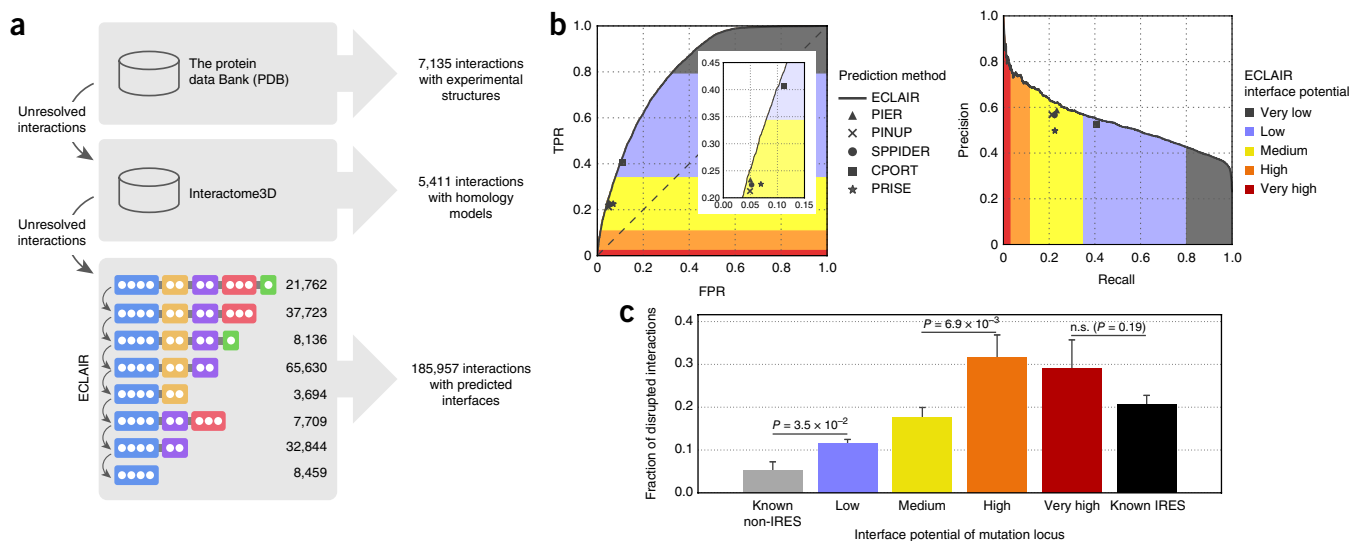 a
The protein
data Bank (PDB)
7,135 interactions
with experimental
structures
Unresolved
interactions
Interactome3D
5,411 interactions
with homology
models
Unresolved
interactions
ECLAIR
21,762
37,723
8,136
65,630
3,694
7,709
32,844
8,459
185,957 interactions
with predicted
interfaces
b
TPR
1.0
0.8
0.6
0.4
0.2
0
0 0.2 0.4 0.6 0.8 1.0
FPR
0.45
0.40
0.35
0.30
0.25
0.20
0.00 0.05 0.10 0.15
Prediction method
ECLAIR
PIER
PINUP
SPPIDER
CPORT
PRISE
Precision
1.0
0.8
0.6
0.4
0.2
0
0 0.2 0.4 0.6 0.8 1.0
Recall
ECLAIR
interface potential
Very low
Low
Medium
High
Very high
c
Fraction of disrupted interactions
0.4
0.3
0.2
0.1
0.0
P = 3.5 × 10⁻²
P = 6.9 × 10⁻³
n.s. (P = 0.19)
Known
non-IRES
Low
Medium
High
Very high
Known IRES
Interface potential of mutation locus